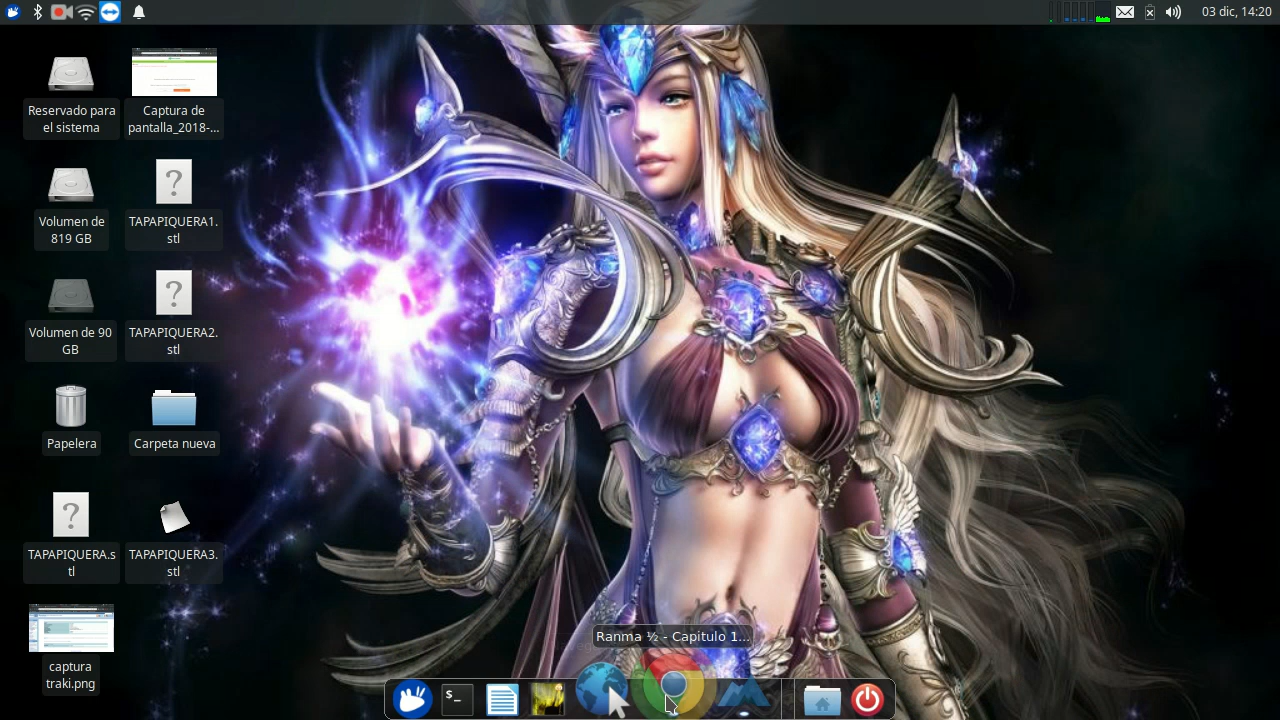 03 dic, 14:20
Reservado para
el sistema
Captura de
pantalla_2018-...
Volumen de
819 GB
TAPAPIQUERA1.
stl
Volumen de 90
GB
TAPAPIQUERA2.
stl
Papelera
Carpeta nueva
TAPAPIQUERA.s
tl
TAPAPIQUERA3.
stl
captura
traki.png
Ranma ½ - Capitulo 1...
$_